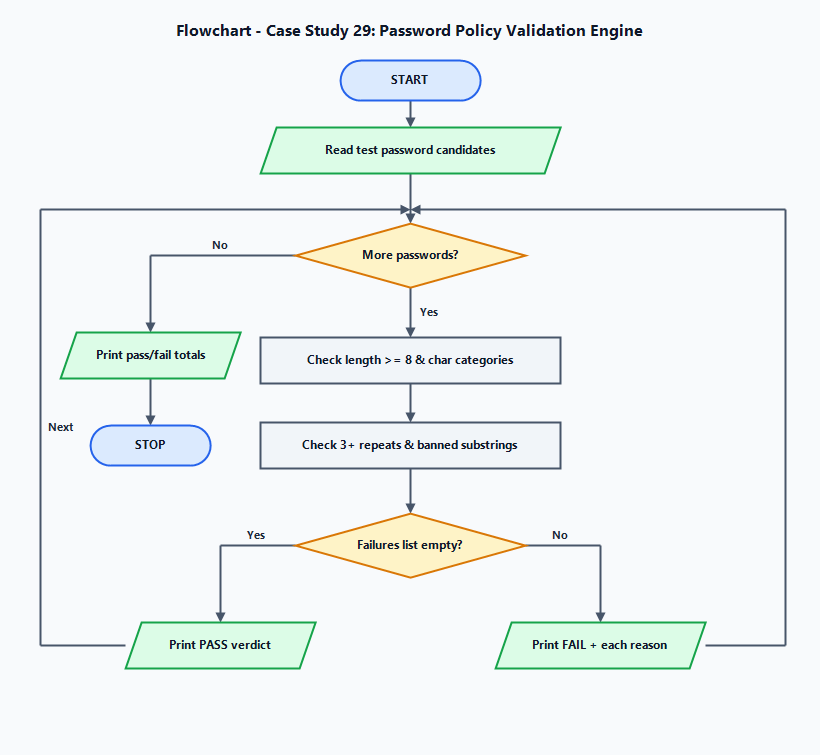 Flowchart - Case Study 29: Password Policy Validation Engine
START
Read test password candidates
More passwords?
No
Yes
Print pass/fail totals
Check length >= 8 & char categories
Next
STOP
Check 3+ repeats & banned substrings
Failures list empty?
Yes
No
Print PASS verdict
Print FAIL + each reason